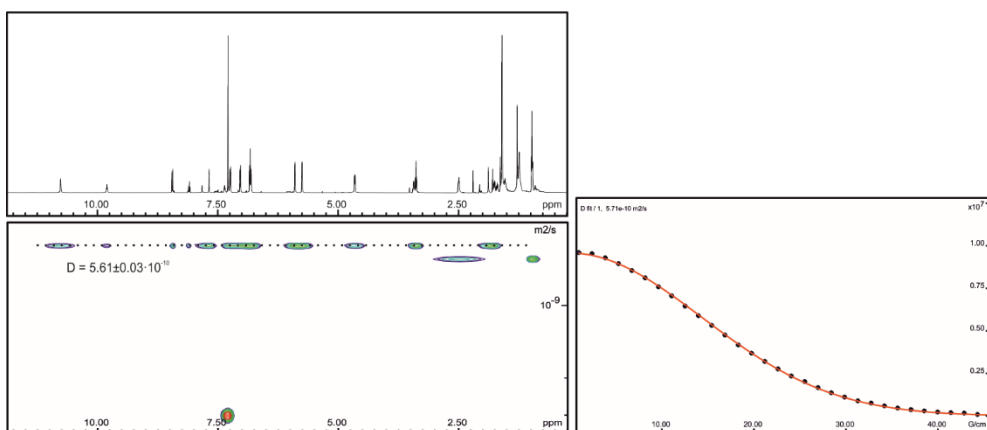 10.00 7.50 5.00 2.50 ppm
m2/s
D = 5.61±0.03·10⁻¹⁰
10⁻⁹
10.00 7.50 5.00 2.50 ppm
D fit / 1, 5.71e-10 m2/s
x10⁷
1.00
0.75
0.50
0.25
10.00 20.00 30.00 40.00 G/cm